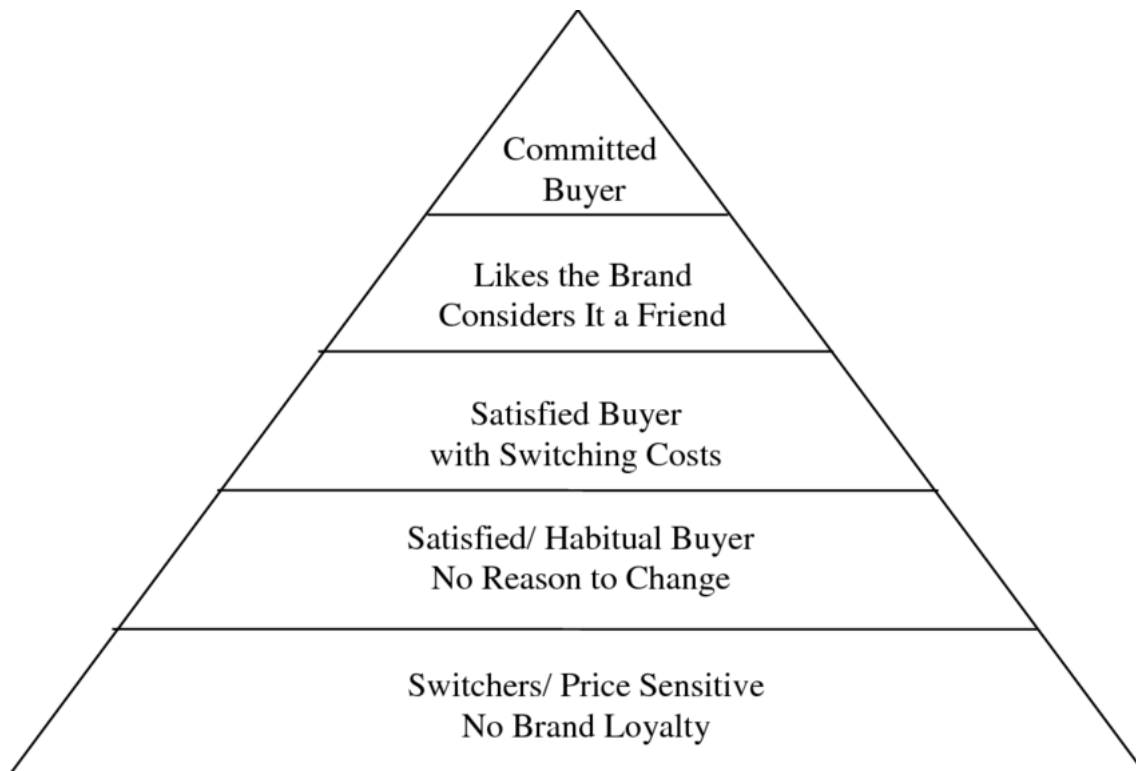 Committed
Buyer
Likes the Brand
Considers It a Friend
Satisfied Buyer
with Switching Costs
Satisfied/ Habitual Buyer
No Reason to Change
Switchers/ Price Sensitive
No Brand Loyalty